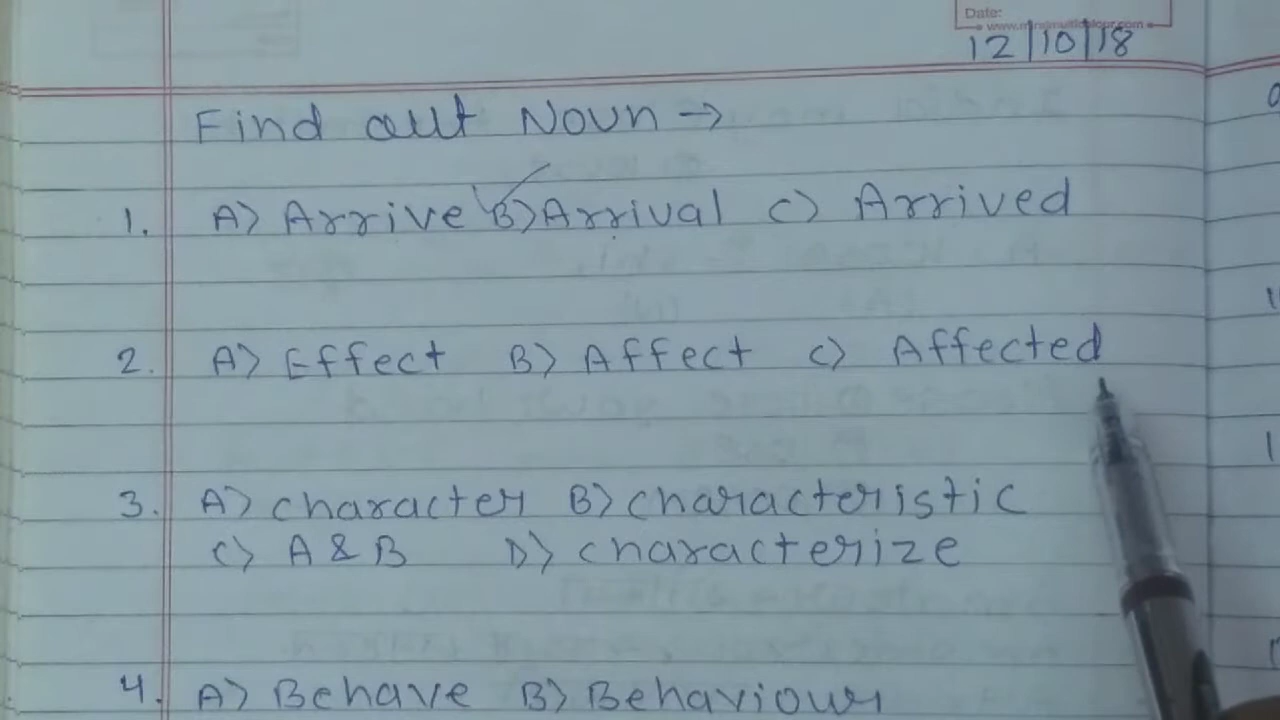 Date:
12/10/18
Find out Noun →
1. A) Arrive B) Arrival C) Arrived
2. A) Effect B) Affect C) Affected
3. A) character B) characteristic
C) A & B D) characterize
4. A) Behave B) Behaviour